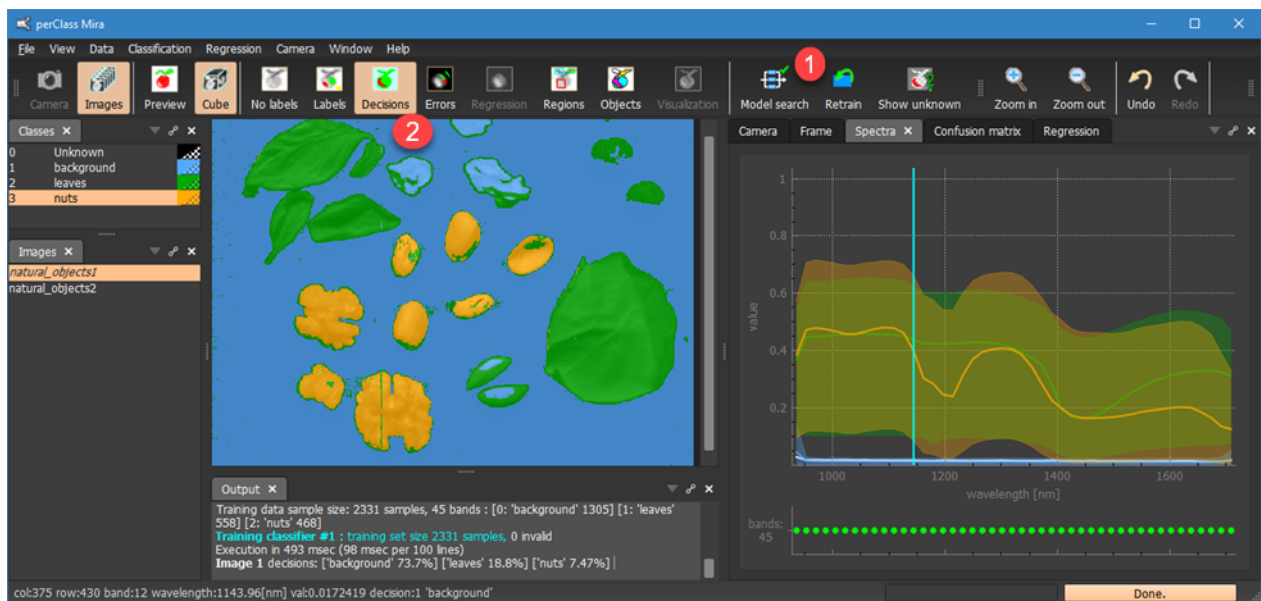 perClass Mira
File View Data Classification Regression Camera Window Help
1
Camera Images Preview Cube No labels Labels Decisions Errors Regression Regions Objects Visualization Model search Retrain Show unknown Zoom in Zoom out Undo Redo
2
Classes
0 Unknown
1 background
2 leaves
3 nuts
Images
natural_objects1
natural_objects2
Output
Training data sample size: 2331 samples, 45 bands : [0: 'background' 1305] [1: 'leaves'
558] [2: 'nuts' 468]
Training classifier #1 : training set size 2331 samples, 0 invalid
Execution in 493 msec (98 msec per 100 lines)
Image 1 decisions: ['background' 73.7%] ['leaves' 18.8%] ['nuts' 7.47%]
Camera Frame Spectra Confusion matrix Regression
1
0.8
0.6
value
0.4
0.2
1000 1200 1400 1600
wavelength [nm]
bands:
45
col:375 row:430 band:12 wavelength:1143.96[nm] val:0.0172419 decision:1 'background'
Done.